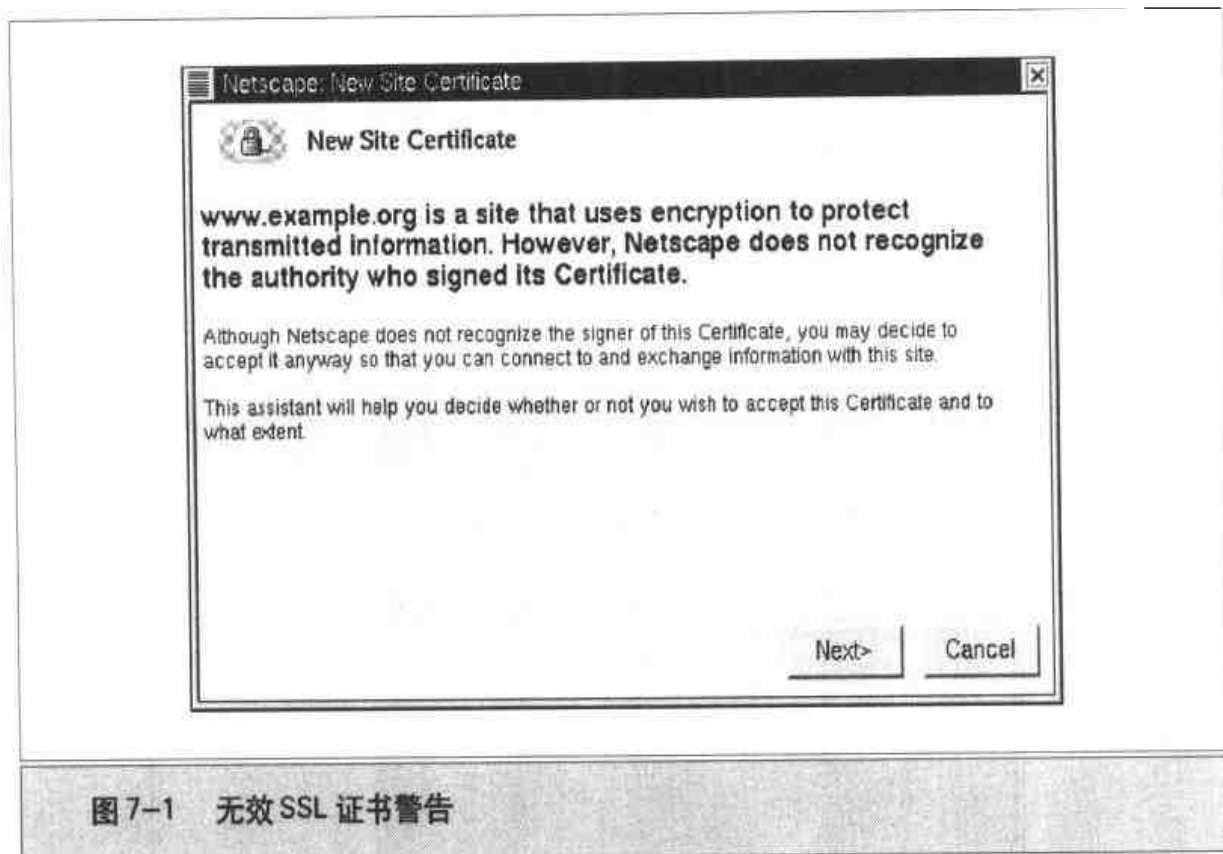 Netscape: New Site Certificate
New Site Certificate
www.example.org is a site that uses encryption to protect
transmitted information. However, Netscape does not recognize
the authority who signed its Certificate.
Although Netscape does not recognize the signer of this Certificate, you may decide to
accept it anyway so that you can connect to and exchange information with this site.
This assistant will help you decide whether or not you wish to accept this Certificate and to
what extent.
Next>
Cancel
图 7-1 无效 SSL 证书警告